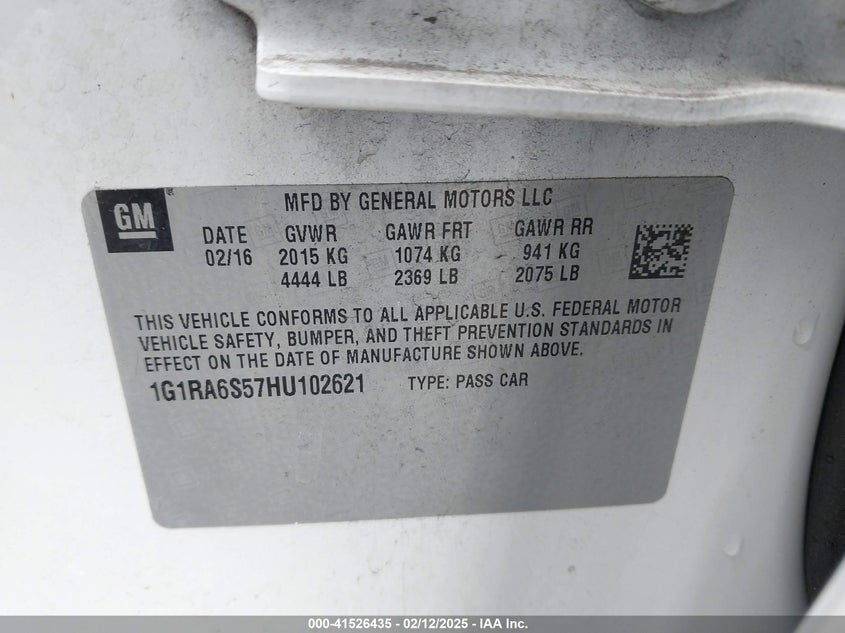 GM
MFD BY GENERAL MOTORS LLC
DATE GVWR GAWR FRT GAWR RR
02/16 2015 KG 1074 KG 941 KG
4444 LB 2369 LB 2075 LB
THIS VEHICLE CONFORMS TO ALL APPLICABLE U.S. FEDERAL MOTOR
VEHICLE SAFETY, BUMPER, AND THEFT PREVENTION STANDARDS IN
EFFECT ON THE DATE OF MANUFACTURE SHOWN ABOVE.
1G1RA6S57HU102621 TYPE: PASS CAR
000-41526435 - 02/12/2025 - IAA Inc.